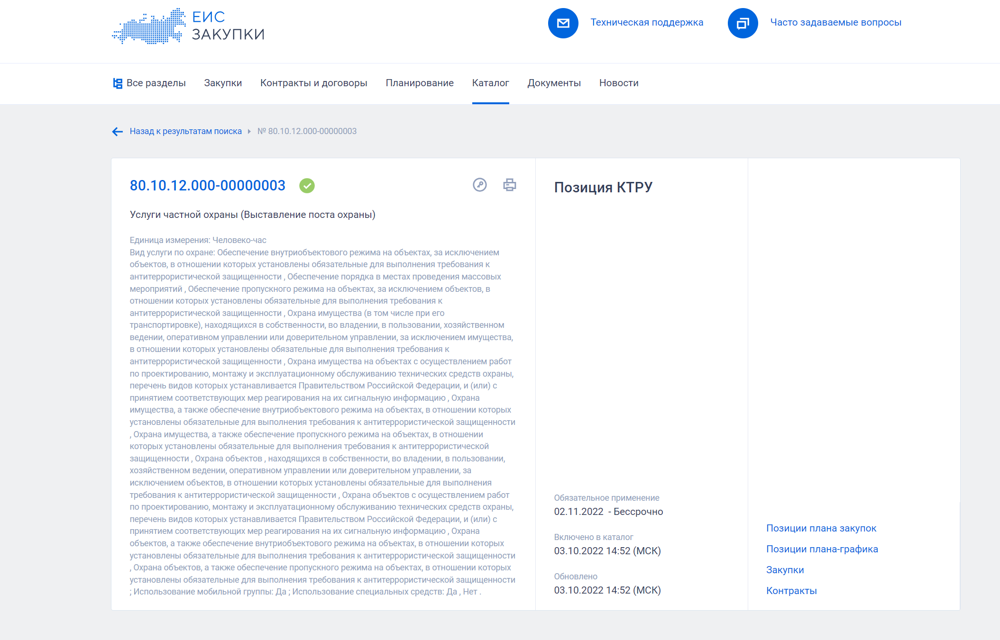 ЕИС
ЗАКУПКИ
Техническая поддержка
Часто задаваемые вопросы
Все разделы
Закупки
Контракты и договоры
Планирование
Каталог
Документы
Новости
Назад к результатам поиска
№ 80.10.12.000-00000003
80.10.12.000-00000003
Услуги частной охраны (Выставление поста охраны)
Единица измерения: Человеко-час
Вид услуги по охране: Обеспечение внутриобъектового режима на объектах, за исключением
объектов, в отношении которых установлены обязательные для выполнения требования к
антитеррористической защищенности , Обеспечение порядка в местах проведения массовых
мероприятий , Обеспечение пропускного режима на объектах, за исключением объектов, в
отношении которых установлены обязательные для выполнения требования к
антитеррористической защищенности , Охрана имущества (в том числе при его
транспортировке), находящихся в собственности, во владении, в пользовании, хозяйственном
ведении, оперативном управлении или доверительном управлении, за исключением имущества,
в отношении которых установлены обязательные для выполнения требования к
антитеррористической защищенности , Охрана имущества на объектах с осуществлением работ
по проектированию, монтажу и эксплуатационному обслуживанию технических средств охраны,
перечень видов которых устанавливается Правительством Российской Федерации, и (или) с
принятием соответствующих мер реагирования на их сигнальную информацию , Охрана
имущества, а также обеспечение внутриобъектового режима на объектах, в отношении которых
установлены обязательные для выполнения требования к антитеррористической защищенности
, Охрана имущества, а также обеспечение пропускного режима на объектах, в отношении
которых установлены обязательные для выполнения требования к антитеррористической
защищенности , Охрана объектов , находящихся в собственности, во владении, в пользовании,
хозяйственном ведении, оперативном управлении или доверительном управлении, за
исключением объектов, в отношении которых установлены обязательные для выполнения
требования к антитеррористической защищенности , Охрана объектов с осуществлением работ
по проектированию, монтажу и эксплуатационному обслуживанию технических средств охраны,
перечень видов которых устанавливается Правительством Российской Федерации, и (или) с
принятием соответствующих мер реагирования на их сигнальную информацию , Охрана
объектов, а также обеспечение внутриобъектового режима на объектах, в отношении которых
установлены обязательные для выполнения требования к антитеррористической защищенности
, Охрана объектов, а также обеспечение пропускного режима на объектах, в отношении которых
установлены обязательные для выполнения требования к антитеррористической защищенности
; Использование мобильной группы: Да ; Использование специальных средств: Да , Нет .
Позиция КТРУ
Обязательное применение
02.11.2022 - Бессрочно
Включено в каталог
03.10.2022 14:52 (МСК)
Обновлено
03.10.2022 14:52 (МСК)
Позиции плана закупок
Позиции плана-графика
Закупки
Контракты